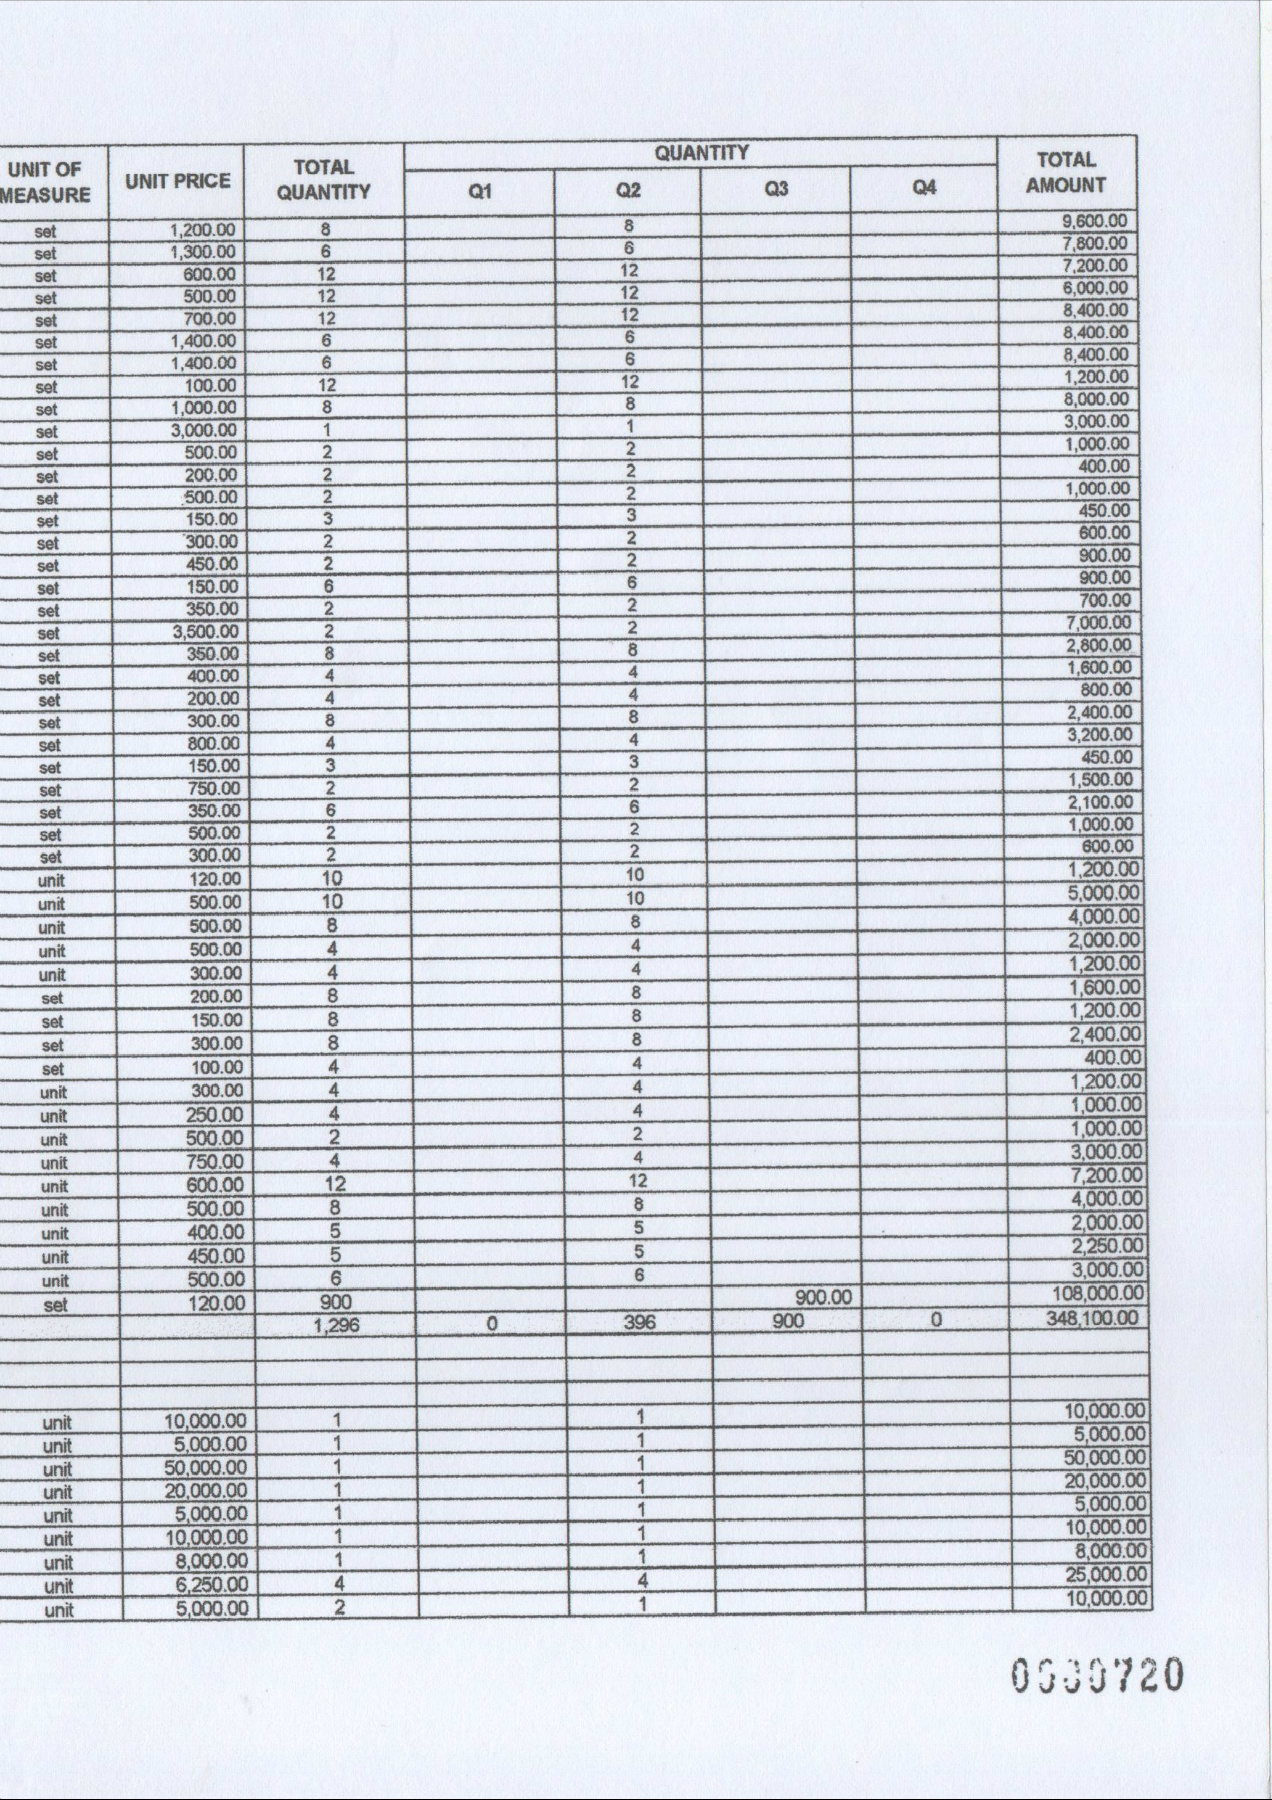 UNIT OF MEASURE UNIT PRICE TOTAL QUANTITY QUANTITY TOTAL AMOUNT
Q1 Q2 Q3 Q4
set 1,200.00 8 8 9,600.00
set 1,300.00 6 6 7,800.00
set 600.00 12 12 7,200.00
set 500.00 12 12 6,000.00
set 700.00 12 12 8,400.00
set 1,400.00 6 6 8,400.00
set 1,400.00 6 6 8,400.00
set 100.00 12 12 1,200.00
set 1,000.00 8 8 8,000.00
set 3,000.00 1 1 3,000.00
set 500.00 2 2 1,000.00
set 200.00 2 2 400.00
set 500.00 2 2 1,000.00
set 150.00 3 3 450.00
set 300.00 2 2 600.00
set 450.00 2 2 900.00
set 150.00 6 6 900.00
set 350.00 2 2 700.00
set 3,500.00 2 2 7,000.00
set 350.00 8 8 2,800.00
set 400.00 4 4 1,600.00
set 200.00 4 4 800.00
set 300.00 8 8 2,400.00
set 800.00 4 4 3,200.00
set 150.00 3 3 450.00
set 750.00 2 2 1,500.00
set 350.00 6 6 2,100.00
set 500.00 2 2 1,000.00
set 300.00 2 2 600.00
unit 120.00 10 10 1,200.00
unit 500.00 10 10 5,000.00
unit 500.00 8 8 4,000.00
unit 500.00 4 4 2,000.00
unit 300.00 4 4 1,200.00
set 200.00 8 8 1,600.00
set 150.00 8 8 1,200.00
set 300.00 8 8 2,400.00
set 100.00 4 4 400.00
unit 300.00 4 4 1,200.00
unit 250.00 4 4 1,000.00
unit 500.00 2 2 1,000.00
unit 750.00 4 4 3,000.00
unit 600.00 12 12 7,200.00
unit 500.00 8 8 4,000.00
unit 400.00 5 5 2,000.00
unit 450.00 5 5 2,250.00
unit 500.00 6 6 3,000.00
set 120.00 900 900.00 108,000.00
1,296 0 396 900 0 348,100.00
unit 10,000.00 1 1 10,000.00
unit 5,000.00 1 1 5,000.00
unit 50,000.00 1 1 50,000.00
unit 20,000.00 1 1 20,000.00
unit 5,000.00 1 1 5,000.00
unit 10,000.00 1 1 10,000.00
unit 8,000.00 1 1 8,000.00
unit 6,250.00 4 4 25,000.00
unit 5,000.00 2 1 10,000.00
0000720